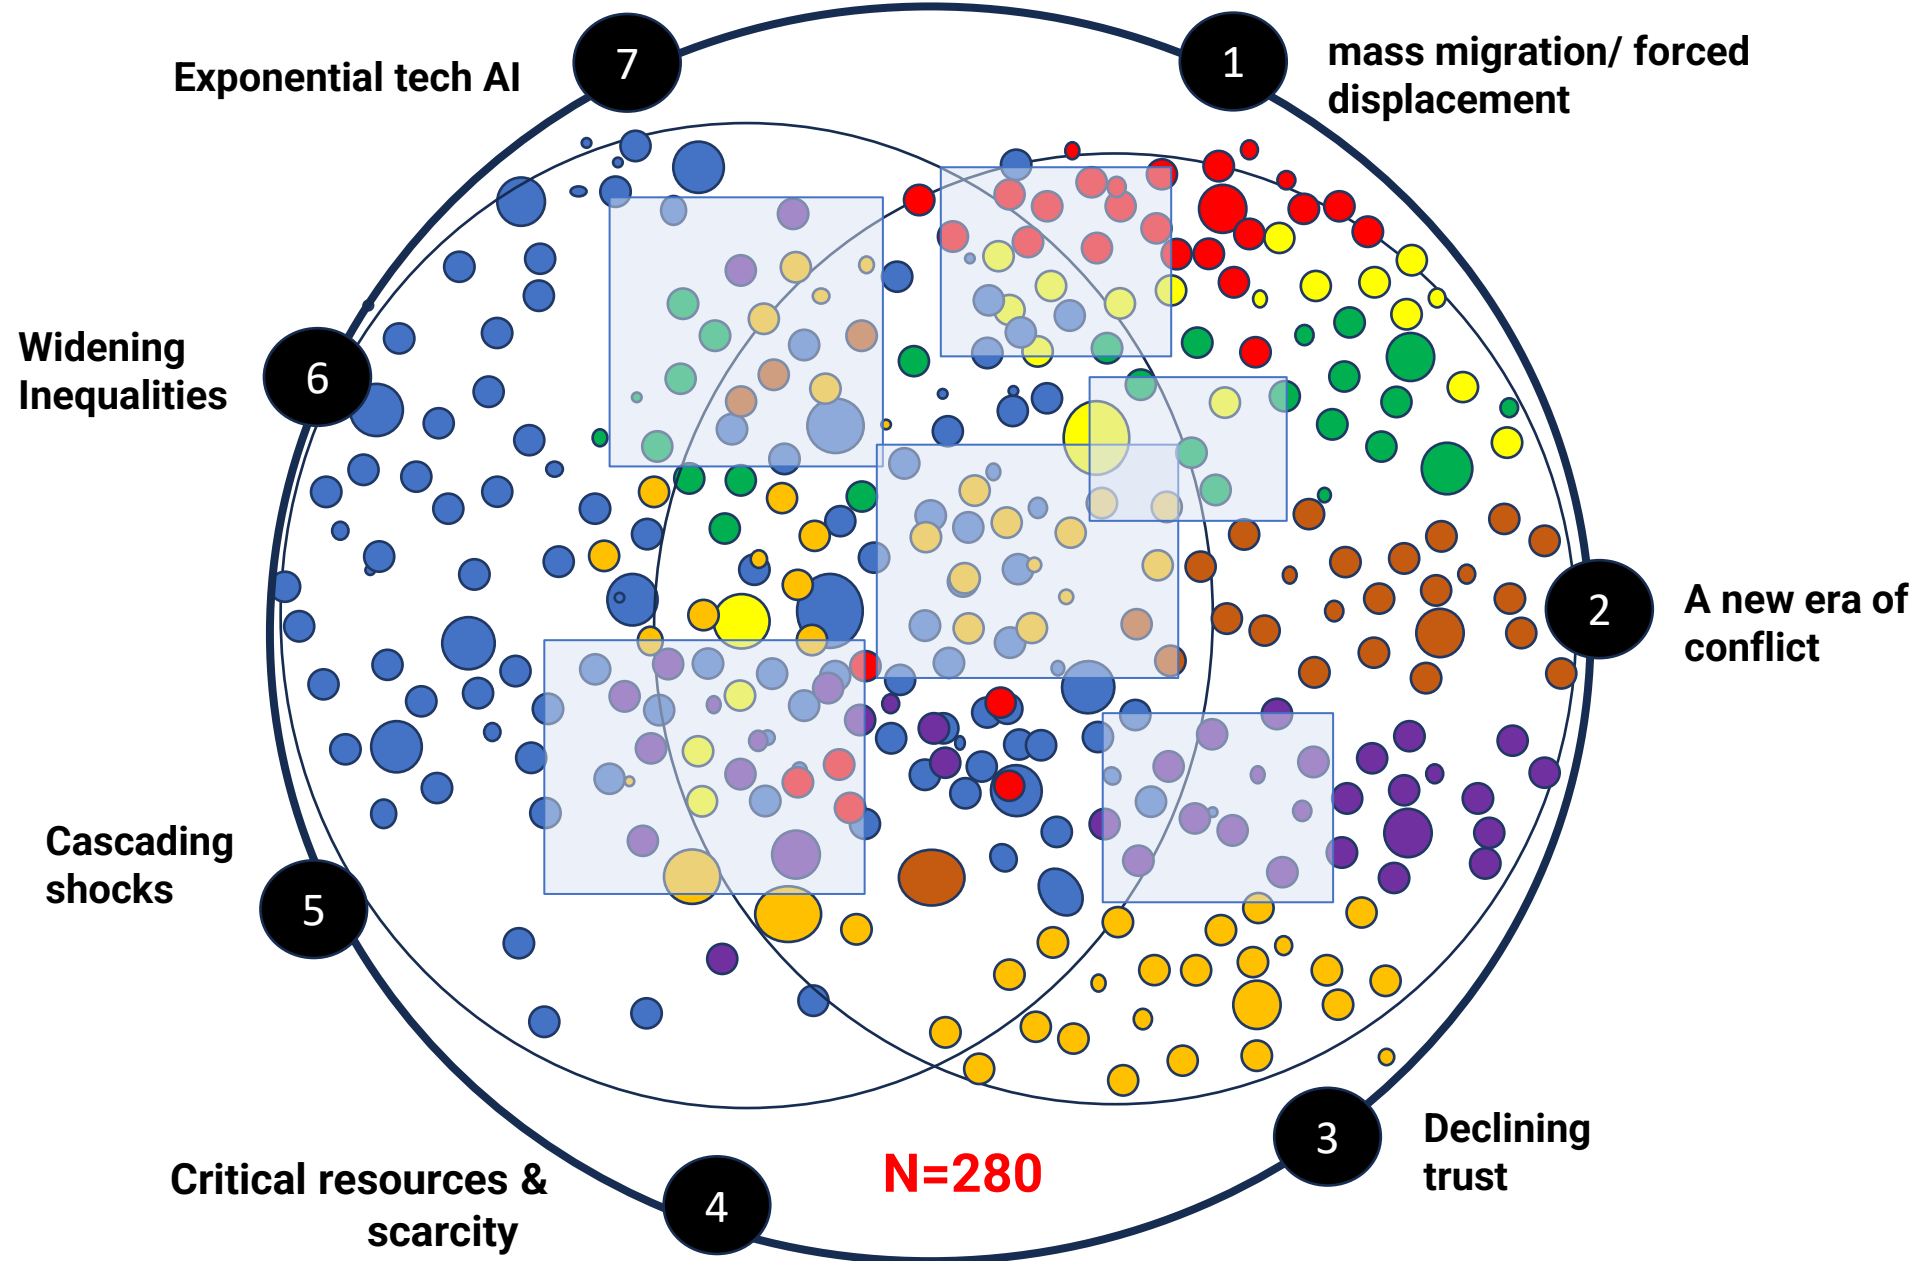 7
Exponential tech AI
1
mass migration/ forced
displacement
6
Widening
Inequalities
2
A new era of
conflict
Cascading
shocks
5
3
Declining
trust
4
Critical resources &
scarcity
N=280